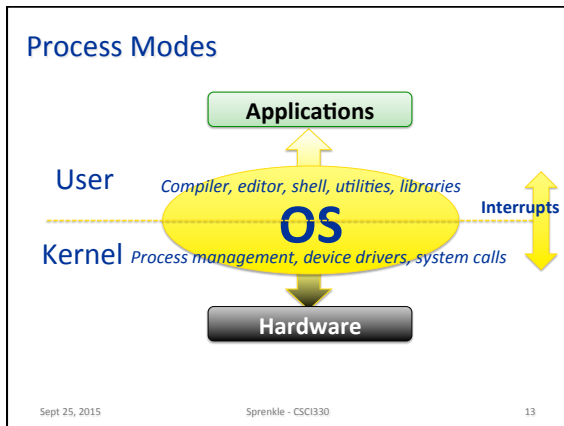 Process Modes
Applications
User
Compiler, editor, shell, utilities, libraries
Interrupts
OS
Kernel
Process management, device drivers, system calls
Hardware
Sept 25, 2015
Sprenkle - CSCI330
13